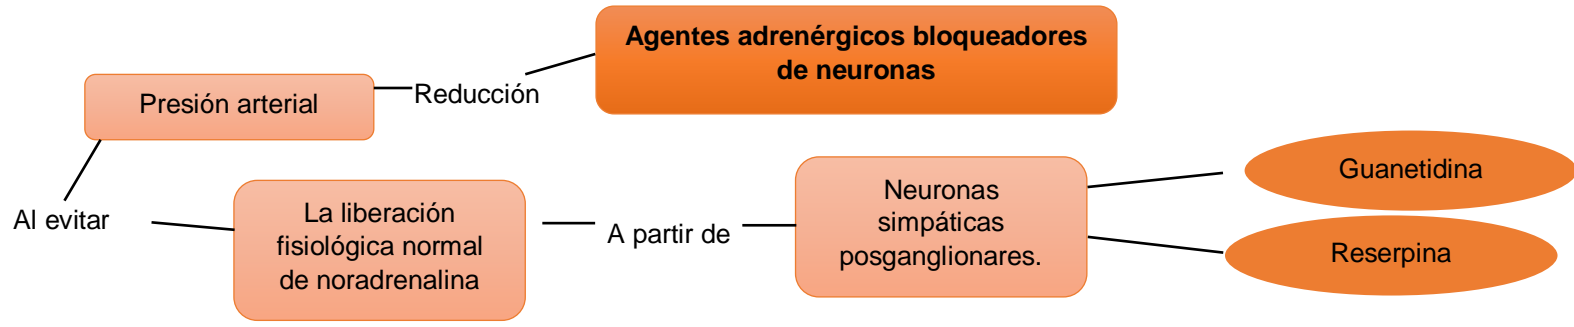 Agentes adrenérgicos bloqueadores
de neuronas
Reducción
Presión arterial
Al evitar
La liberación
fisiológica normal
de noradrenalina
A partir de
Neuronas
simpáticas
posganglionares.
Guanetidina
Reserpina